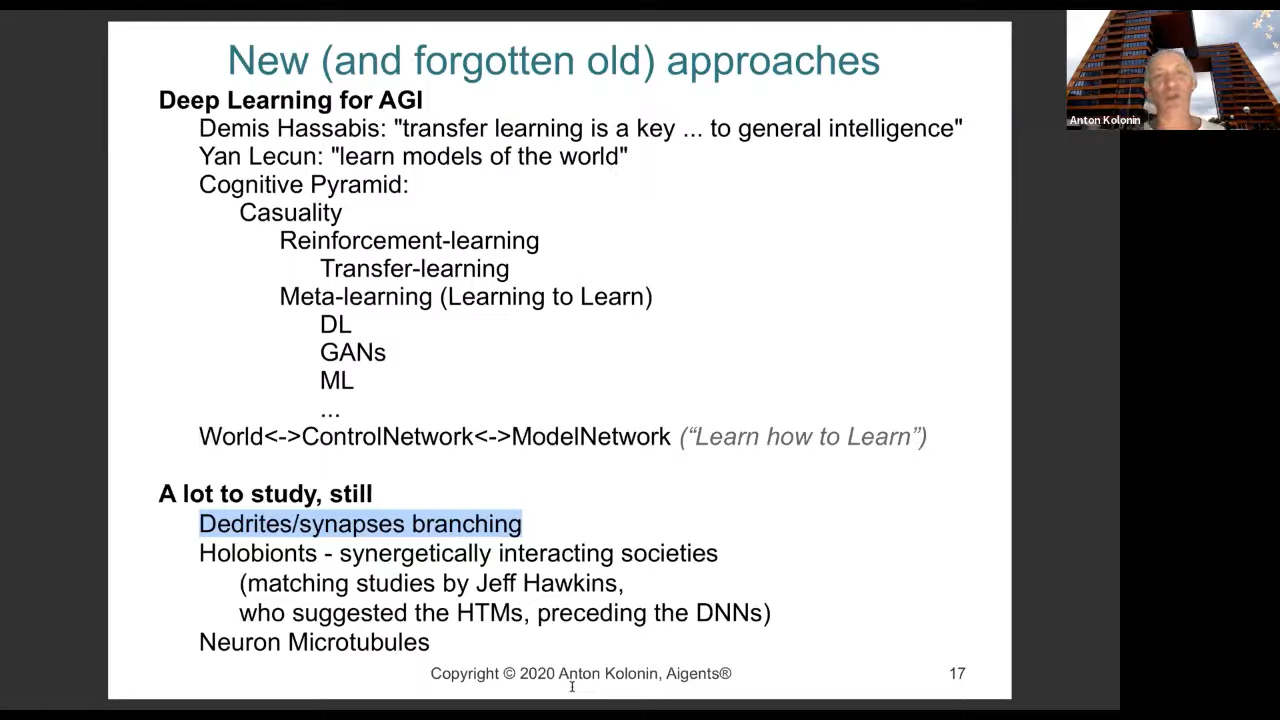 New (and forgotten old) approaches
Deep Learning for AGI
Demis Hassabis: "transfer learning is a key ... to general intelligence"
Yan Lecun: "learn models of the world"
Cognitive Pyramid:
Casuality
Reinforcement-learning
Transfer-learning
Meta-learning (Learning to Learn)
DL
GANs
ML
...
World<->ControlNetwork<->ModelNetwork (“Learn how to Learn”)
A lot to study, still
Dedrites/synapses branching
Holobionts - synergetically interacting societies
(matching studies by Jeff Hawkins,
who suggested the HTMs, preceding the DNNs)
Neuron Microtubules
Copyright © 2020 Anton Kolonin, Aigents®
17
Anton Kolonin